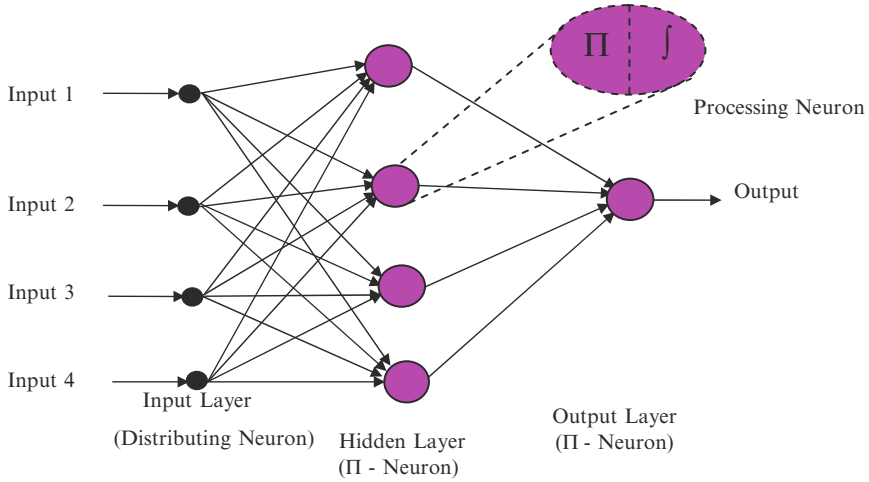 Π ∫
Processing Neuron
Input 1
Input 2
Output
Input 3
Input 4
Input Layer
(Distributing Neuron)
Hidden Layer
(Π - Neuron)
Output Layer
(Π - Neuron)